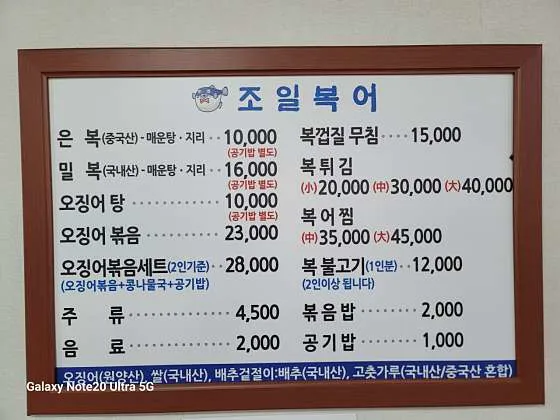 조일복어
은 복(중국산)-매운탕·지리··10,000
(공기밥 별도)
밀 복(국내산)-매운탕·지리··16,000
(공기밥 별도)
오징어 탕··········10,000
(공기밥 별도)
오징어 볶음·········23,000
오징어볶음세트(2인기준)··28,000
(오징어볶음+콩나물국+공기밥)
주 류············4,500
음 료············2,000
복껍질 무침····15,000
복 튀 김
(小)20,000 (中)30,000 (大)40,000
복 어 찜
(中)35,000 (大)45,000
복 불고기(1인분)··12,000
(2인이상 됩니다)
볶 음 밥·······2,000
공 기 밥·······1,000
오징어(원양산), 쌀(국내산), 배추겉절이:배추(국내산), 고춧가루(국내산/중국산 혼합)
Galaxy Note20 Ultra 5G